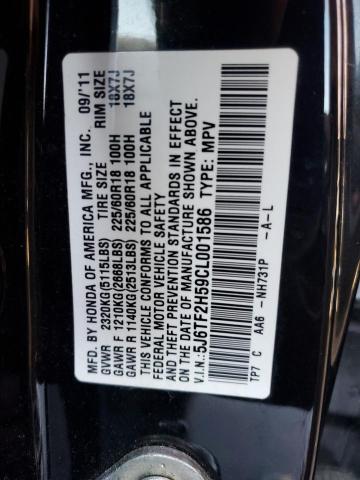 MFD. BY HONDA OF AMERICA MFG., INC. 09/'11
TIRE SIZE RIM SIZE
GVWR 2320KG(5115LBS)
GAWR F 1210KG(2668LBS) 225/60R18 100H 18X7J
GAWR R 1140KG(2513LBS) 225/60R18 100H 18X7J
THIS VEHICLE CONFORMS TO ALL APPLICABLE
FEDERAL MOTOR VEHICLE SAFETY
AND THEFT PREVENTION STANDARDS IN EFFECT
ON THE DATE OF MANUFACTURE SHOWN ABOVE.
V.I.N.: 5J6TF2H59CL001586 TYPE: MPV
TP7 C AA6 -NH731P -A-L